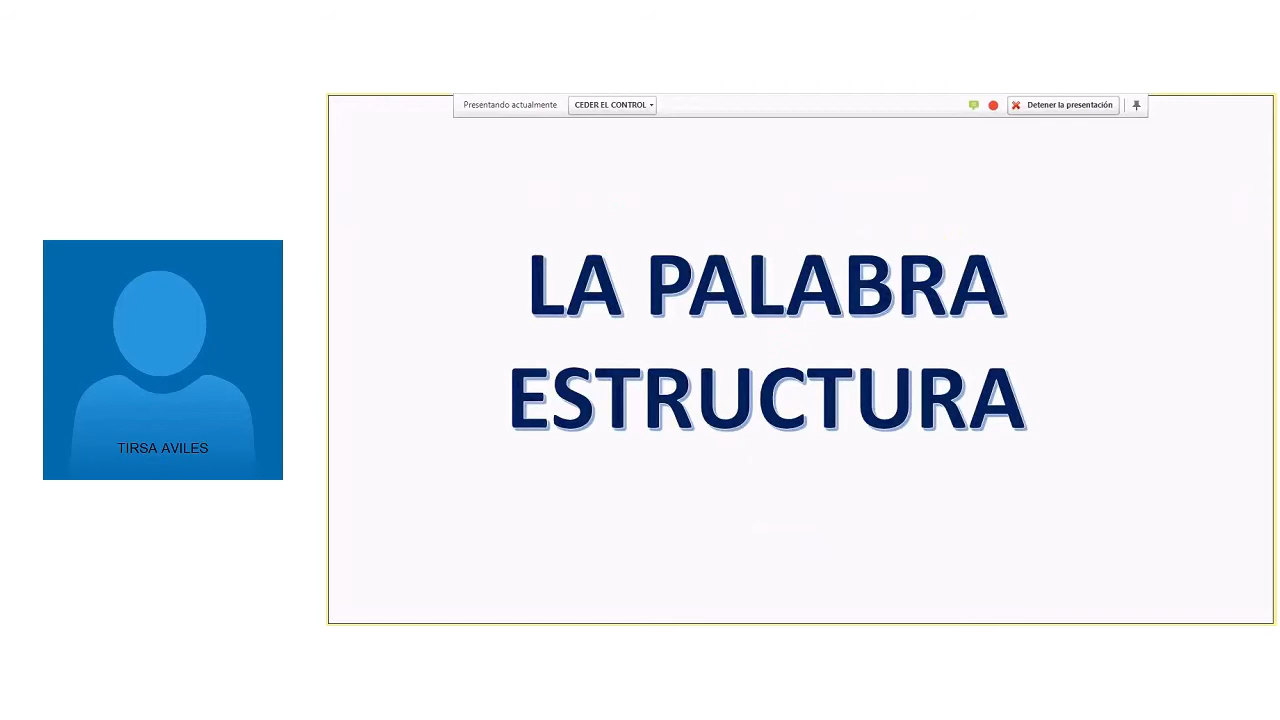 Presentando actualmente CEDER EL CONTROL Detener la presentación
LA PALABRA
ESTRUCTURA
TIRSA AVILES